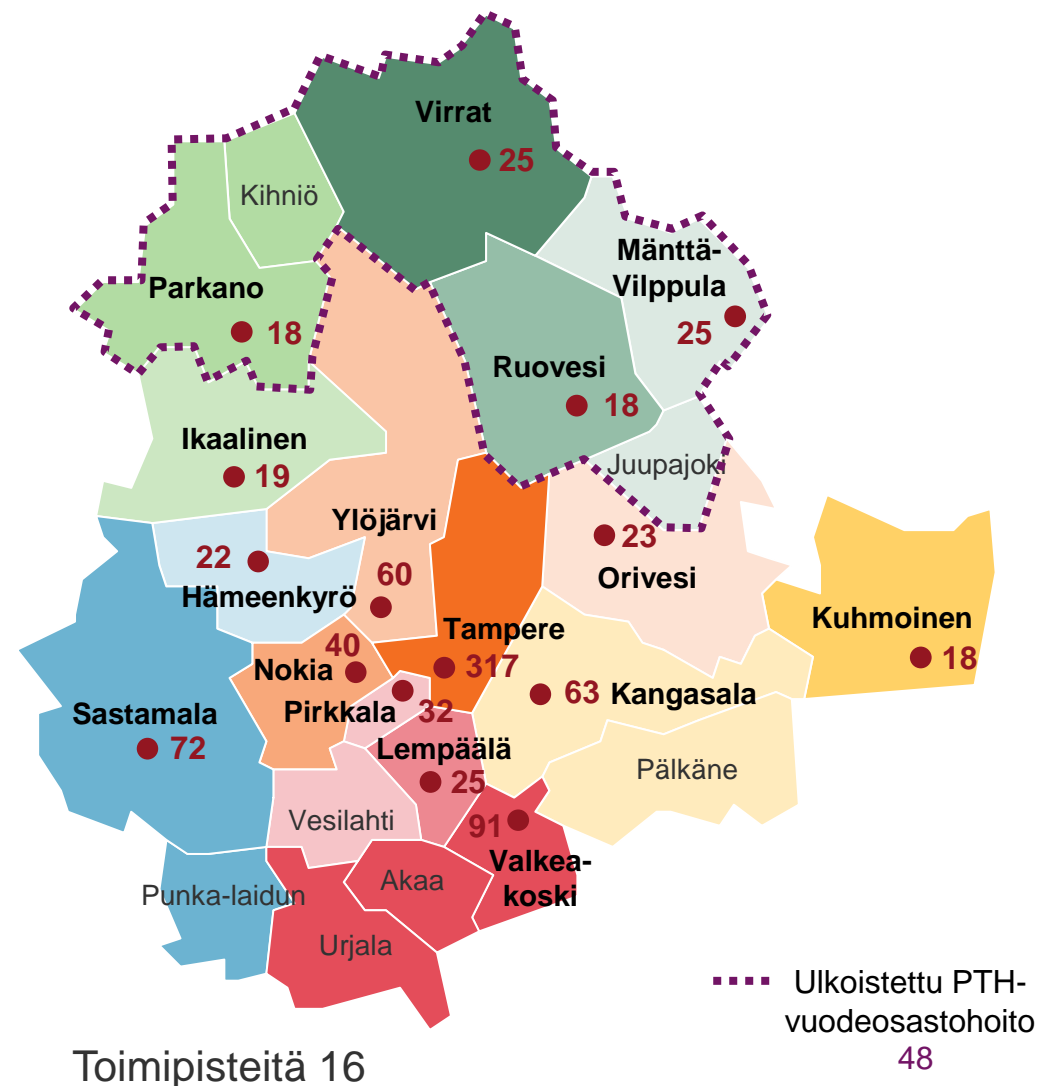 Virrat
25
Kihniö
Mänttä-
Vilppula
25
Parkano
18
Ruovesi
18
Ikaalinen
19
Juupajoki
Ylöjärvi
60
22
Hämeenkyrö
23
Orivesi
Kuhmoinen
18
Tampere
317
40
Nokia
Pirkkala
32
63 Kangasala
Sastamala
72
Lempäälä
25
Pälkäne
Vesilahti
91
Valkea-
koski
Akaa
Punka-laidun
Urjala
Ulkoistettu PTH-
vuodeosastohoito
48
Toimipisteitä 16